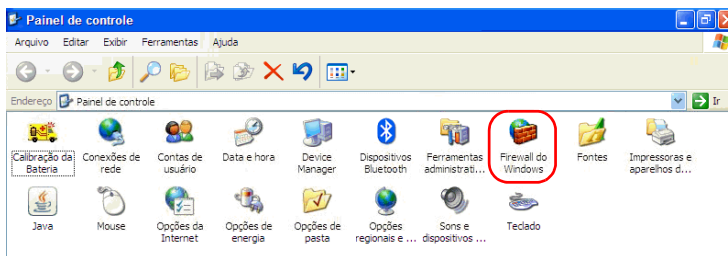 Painel de controle
Arquivo Editar Exibir Ferramentas Ajuda
Endereço Painel de controle Ir
Calibração da Bateria
Conexões de rede
Contas de usuário
Data e hora
Device Manager
Dispositivos Bluetooth
Ferramentas administrati...
Firewall do Windows
Fontes
Impressoras e aparelhos d...
Java
Mouse
Opções da Internet
Opções de energia
Opções de pasta
Opções regionais e ...
Sons e dispositivos ...
Teclado